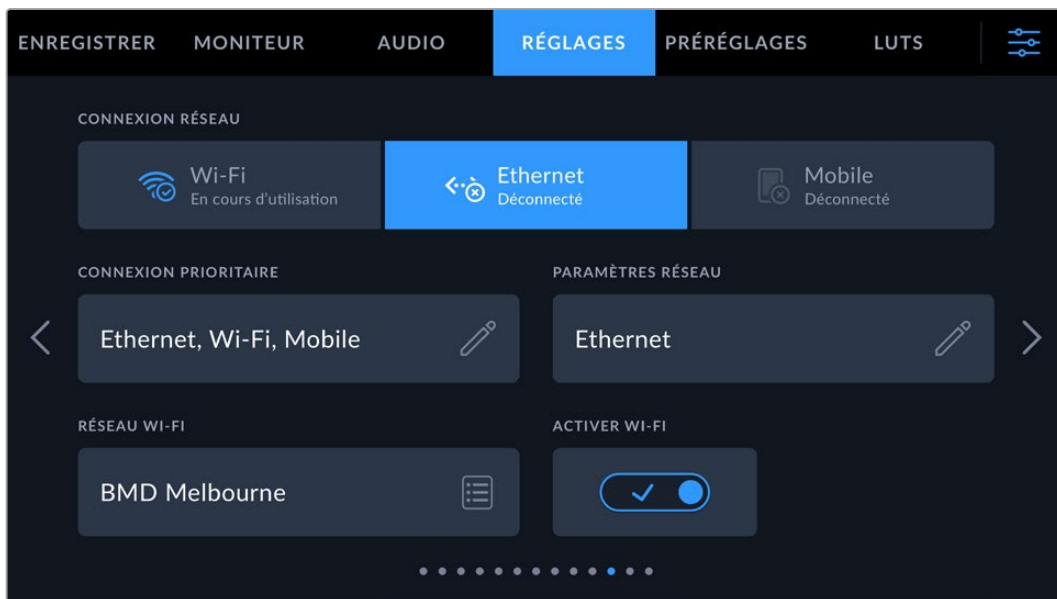 ENREGISTRER MONITEUR AUDIO RÉGLAGES PRÉRÉGLAGES LUTS
CONNEXION RÉSEAU
Wi-Fi Ethernet Mobile
En cours d'utilisation Déconnecté Déconnecté
CONNEXION PRIORITAIRE PARAMÈTRES RÉSEAU
Ethernet, Wi-Fi, Mobile Ethernet
RÉSEAU WI-FI ACTIVER WI-FI
BMD Melbourne